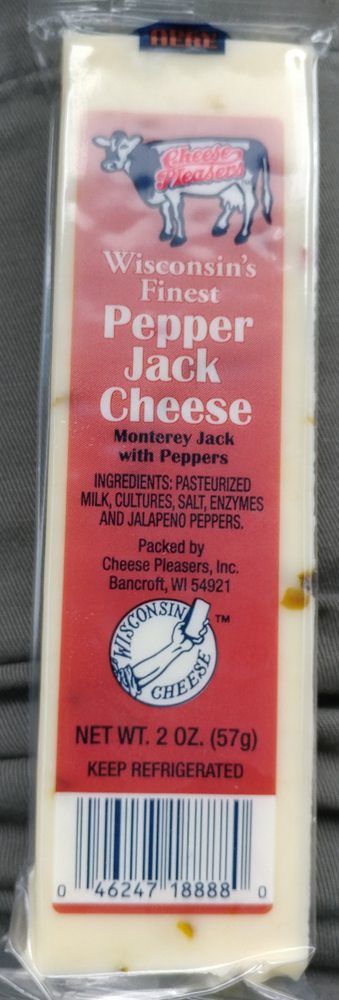 HERE
Cheese
Pleasers
Wisconsin's
Finest
Pepper
Jack
Cheese
Monterey Jack
with Peppers
INGREDIENTS: PASTEURIZED
MILK, CULTURES, SALT, ENZYMES
AND JALAPENO PEPPERS.
Packed by
Cheese Pleasers, Inc.
Bancroft, WI 54921
WISCONSIN TM
CHEESE
NET WT. 2 OZ. (57g)
KEEP REFRIGERATED
0 46247 18888 0